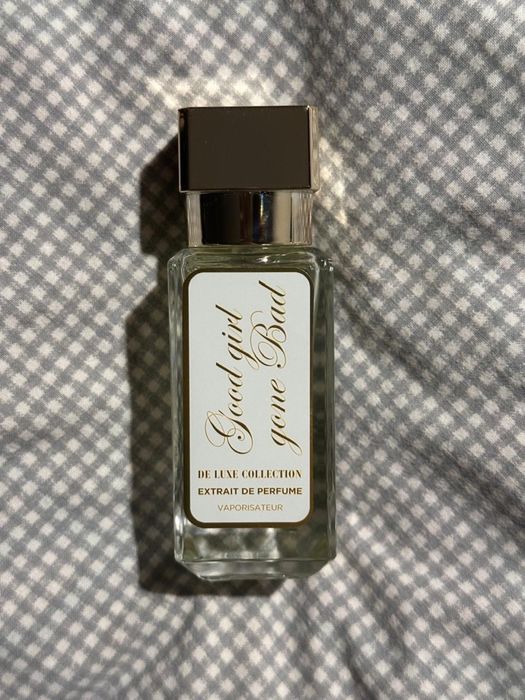 Good girl
gone Bad
DE LUXE COLLECTION
EXTRAIT DE PERFUME
VAPORISATEUR